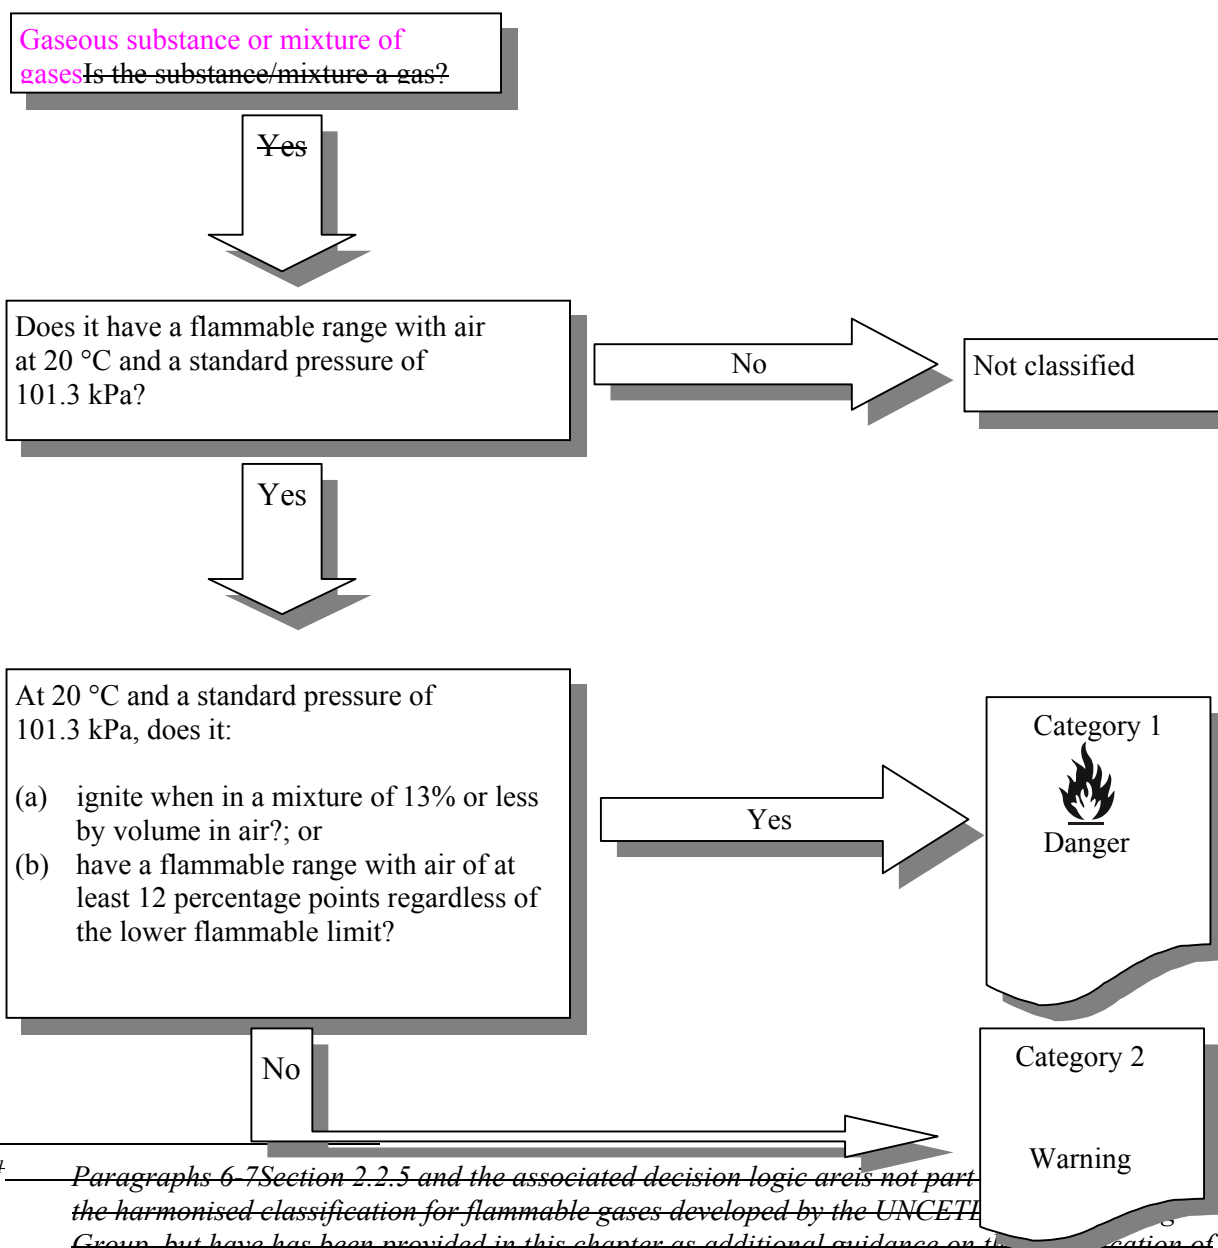 Gaseous substance or mixture of
gasesIs the substance/mixture a gas?
Yes
Does it have a flammable range with air
at 20 °C and a standard pressure of
101.3 kPa?
No
Not classified
Yes
At 20 °C and a standard pressure of
101.3 kPa, does it:
(a) ignite when in a mixture of 13% or less
by volume in air?; or
(b) have a flammable range with air of at
least 12 percentage points regardless of
the lower flammable limit?
Yes
Category 1
Danger
No
Category 2
Warning
Paragraphs 6-7Section 2.2.5 and the associated decision logic areis not part
the harmonised classification for flammable gases developed by the
Group, but have has been provided in this chapter as additional guidance on of